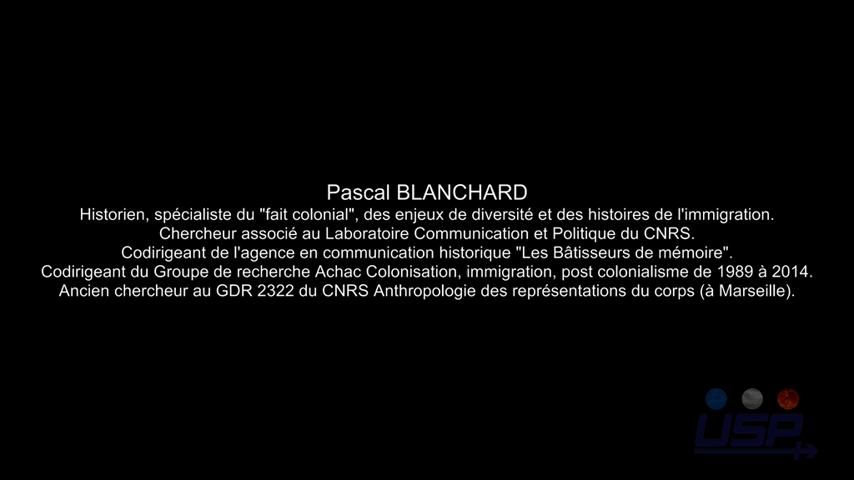 Pascal BLANCHARD
Historien, spécialiste du "fait colonial", des enjeux de diversité et des histoires de l'immigration.
Chercheur associé au Laboratoire Communication et Politique du CNRS.
Codirigeant de l'agence en communication historique "Les Bâtisseurs de mémoire".
Codirigeant du Groupe de recherche Achac Colonisation, immigration, post colonialisme de 1989 à 2014.
Ancien chercheur au GDR 2322 du CNRS Anthropologie des représentations du corps (à Marseille).
USP